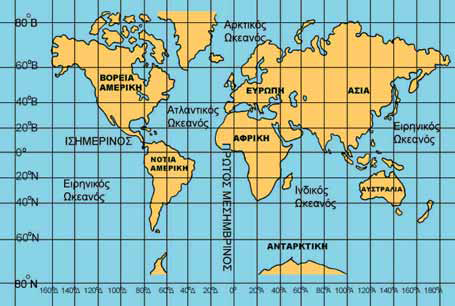 80°Β
Αρκτικός
Ωκεανός
60°Β
ΒΟΡΕΙΑ
ΑΜΕΡΙΚΗ
ΕΥΡΩΠΗ
ΑΣΙΑ
40°Β
Ατλαντικός
Ωκεανός
20°Β
ΙΣΗΜΕΡΙΝΟΣ
ΑΦΡΙΚΗ
Ειρηνικός
Ωκεανός
0°
ΝΟΤΙΑ
ΑΜΕΡΙΚΗ
20°Ν
Ειρηνικός
Ωκεανός
ΠΡΩΤΟΣ ΜΕΣΗΜΒΡΙΝΟΣ
Ινδικός
Ωκεανός
ΑΥΣΤΡΑΛΙΑ
40°Ν
60°Ν
ΑΝΤΑΡΚΤΙΚΗ
80°Ν
160°Δ 140°Δ 120°Δ 100°Δ 80°Δ 60°Δ 40°Δ 20°Δ 0° 20°Α 40°Α 60°Α 80°Α 100°Α 120°Α 140°Α 160°Α 180°Α